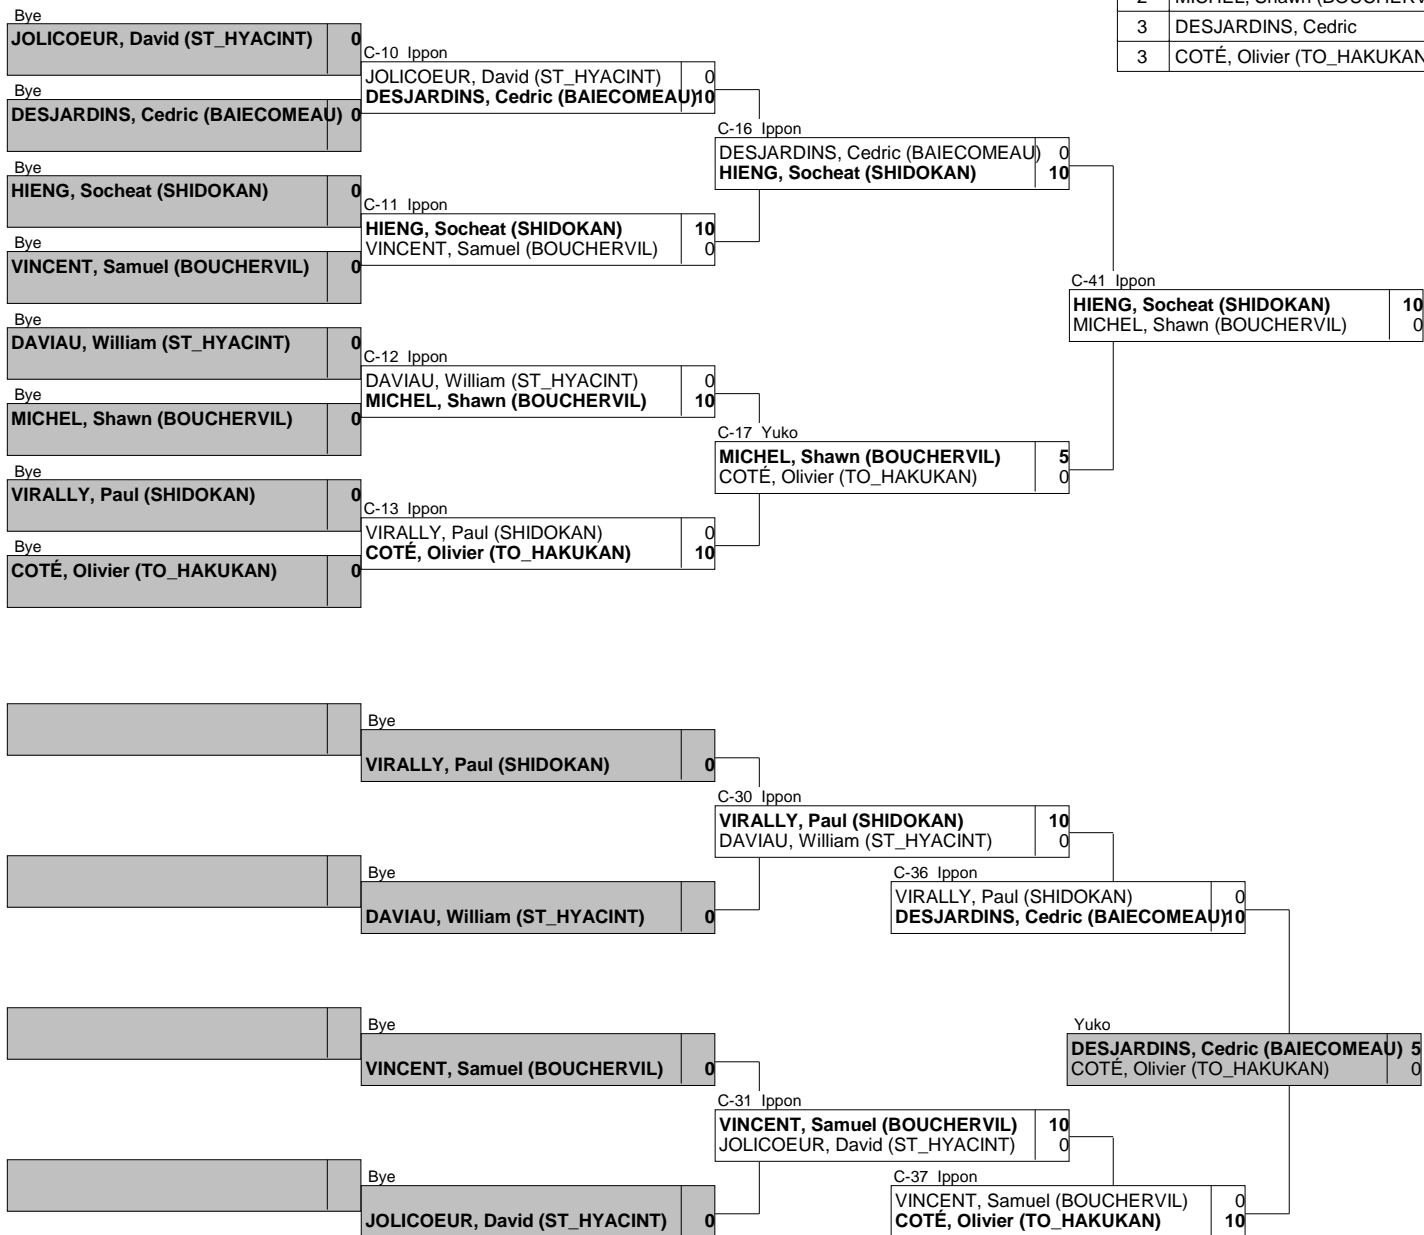 2 MICHEL, Shawn (BOUCHERV
3 DESJARDINS, Cedric
3 COTÉ, Olivier (TO_HAKUKAN
Bye
JOLICOEUR, David (ST_HYACINT) 0
Bye
DESJARDINS, Cedric (BAIECOMEAU) 0
Bye
HIENG, Socheat (SHIDOKAN) 0
Bye
VINCENT, Samuel (BOUCHERVIL) 0
Bye
DAVIAU, William (ST_HYACINT) 0
Bye
MICHEL, Shawn (BOUCHERVIL) 0
Bye
VIRALLY, Paul (SHIDOKAN) 0
Bye
COTÉ, Olivier (TO_HAKUKAN) 0
C-10 Ippon
JOLICOEUR, David (ST_HYACINT) 0
DESJARDINS, Cedric (BAIECOMEAU) 10
C-11 Ippon
HIENG, Socheat (SHIDOKAN) 10
VINCENT, Samuel (BOUCHERVIL) 0
C-12 Ippon
DAVIAU, William (ST_HYACINT) 0
MICHEL, Shawn (BOUCHERVIL) 10
C-13 Ippon
VIRALLY, Paul (SHIDOKAN) 0
COTÉ, Olivier (TO_HAKUKAN) 10
C-16 Ippon
DESJARDINS, Cedric (BAIECOMEAU) 0
HIENG, Socheat (SHIDOKAN) 10
C-17 Yuko
MICHEL, Shawn (BOUCHERVIL) 5
COTÉ, Olivier (TO_HAKUKAN) 0
C-41 Ippon
HIENG, Socheat (SHIDOKAN) 10
MICHEL, Shawn (BOUCHERVIL) 0
Bye
VIRALLY, Paul (SHIDOKAN) 0
Bye
DAVIAU, William (ST_HYACINT) 0
Bye
VINCENT, Samuel (BOUCHERVIL) 0
Bye
JOLICOEUR, David (ST_HYACINT) 0
C-30 Ippon
VIRALLY, Paul (SHIDOKAN) 10
DAVIAU, William (ST_HYACINT) 0
C-36 Ippon
VIRALLY, Paul (SHIDOKAN) 0
DESJARDINS, Cedric (BAIECOMEAU) 10
C-31 Ippon
VINCENT, Samuel (BOUCHERVIL) 10
JOLICOEUR, David (ST_HYACINT) 0
C-37 Ippon
VINCENT, Samuel (BOUCHERVIL) 0
COTÉ, Olivier (TO_HAKUKAN) 10
Yuko
DESJARDINS, Cedric (BAIECOMEAU) 5
COTÉ, Olivier (TO_HAKUKAN) 0